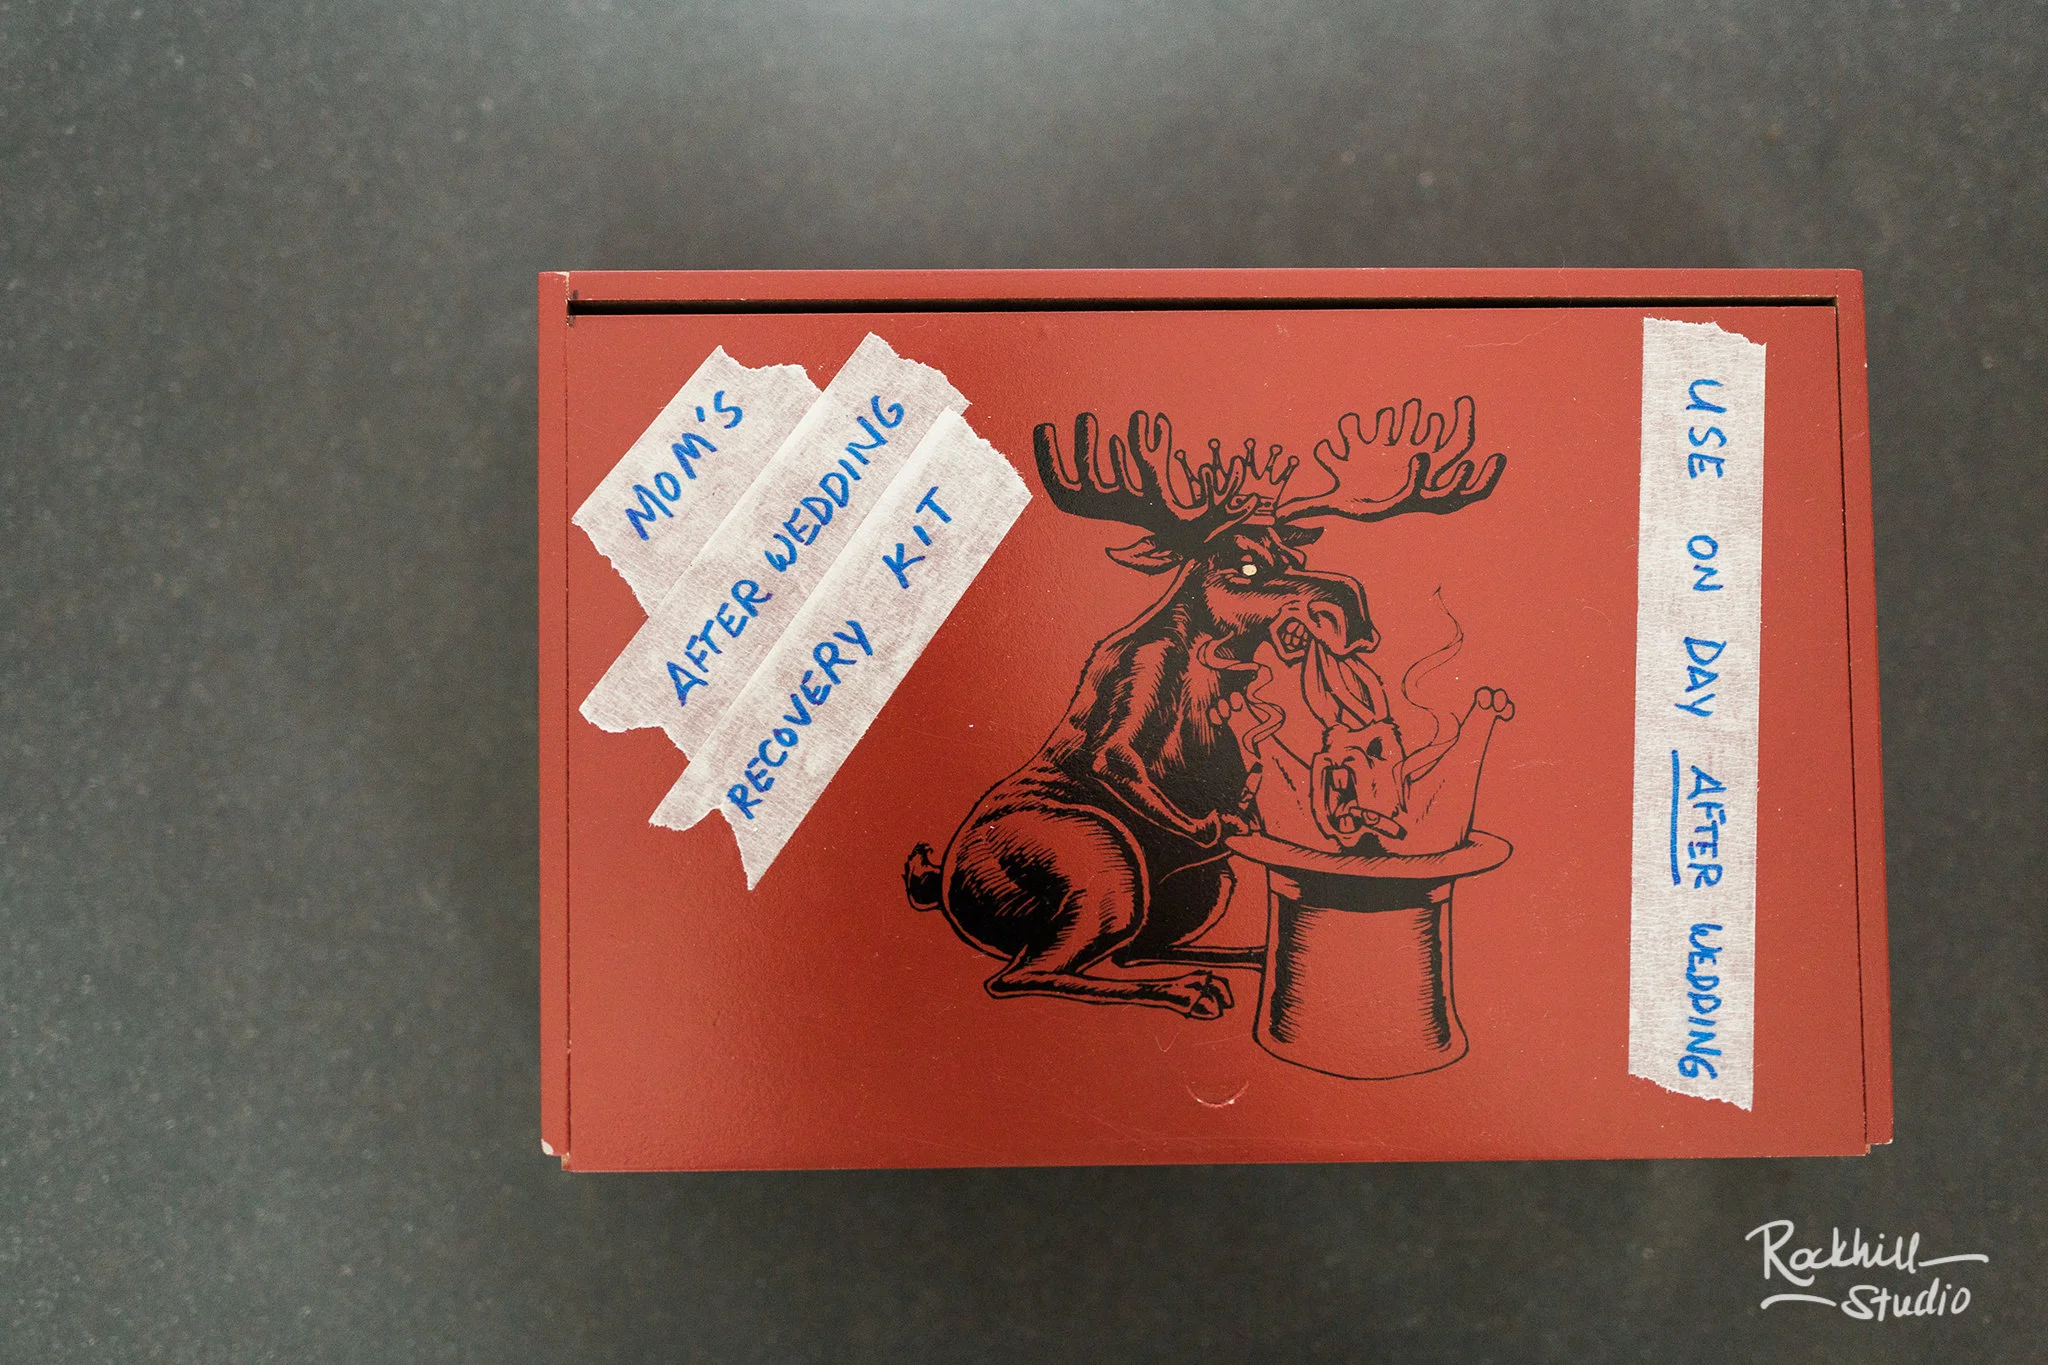 MOM'S
AFTER WEDDING
RECOVERY KIT
USE ON DAY AFTER WEDDING
Rockhill
Studio